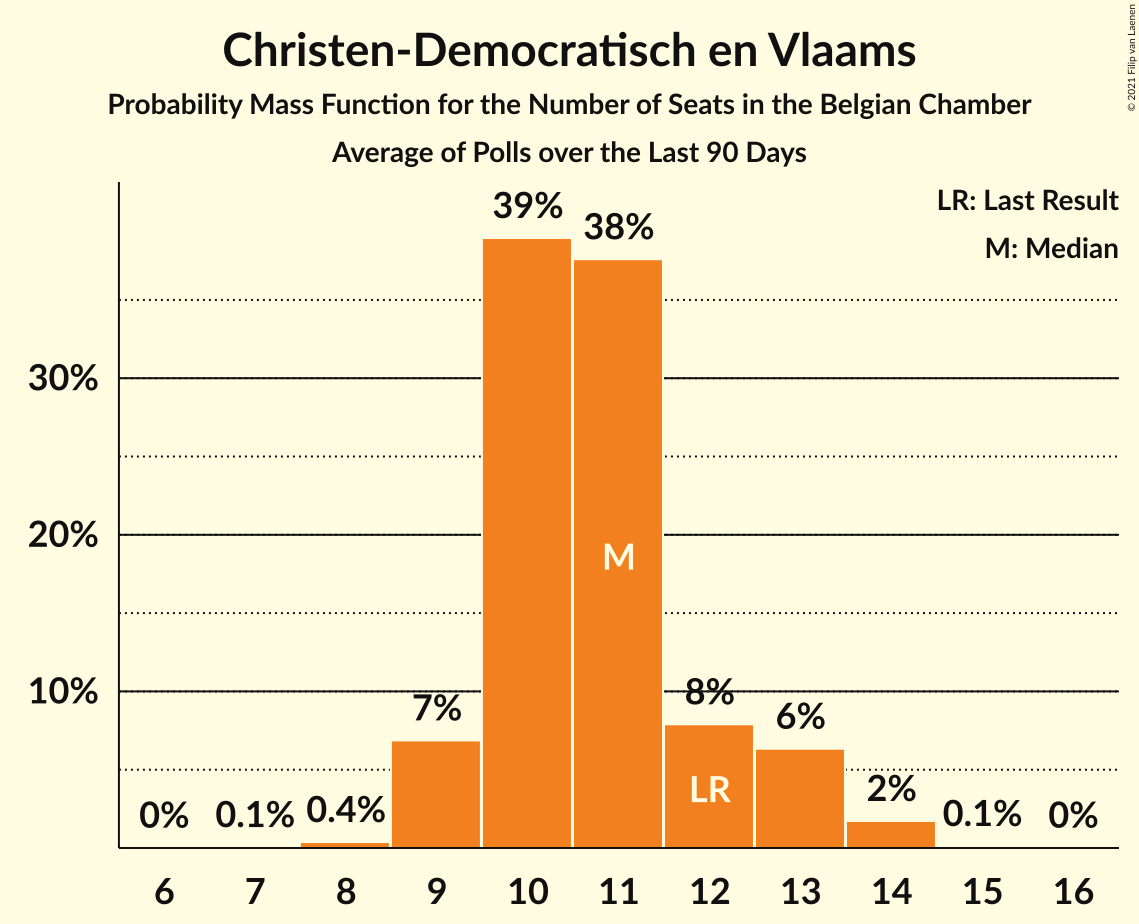 Christen-Democratisch en Vlaams
Probability Mass Function for the Number of Seats in the Belgian Chamber
Average of Polls over the Last 90 Days
© 2021 Filip van Laenen
LR: Last Result
M: Median
39%
38%
30%
20%
10%
M
7%
8%
6%
LR
0%
0.1%
0.4%
2%
0.1%
0%
6 7 8 9 10 11 12 13 14 15 16